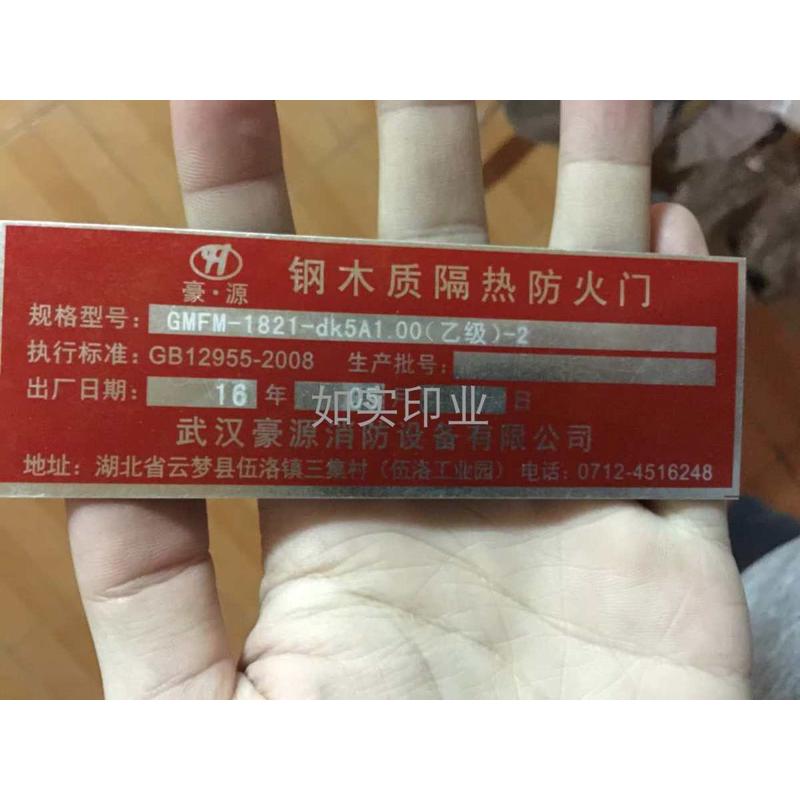 豪·源
钢木质隔热防火门
规格型号: GMFM-1821-dk5A1.00(乙级)-2
执行标准: GB12955-2008 生产批号:
出厂日期: 16 年 05 月 日
如实印业
武汉豪源消防设备有限公司
地址: 湖北省云梦县伍洛镇三集村 (伍洛工业园) 电话: 0712-4516248